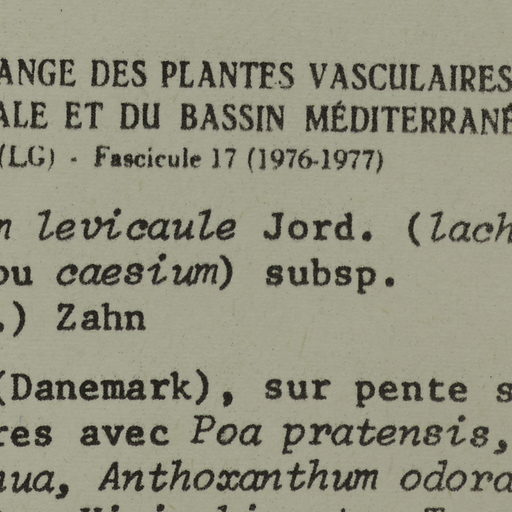 ANGE DES PLANTES VASCULAIRES
ALE ET DU BASSIN MÉDITERRANÉ
(LG) - Fascicule 17 (1976-1977)
n levicaule Jord. (lach
ou caesium) subsp.
.) Zahn
(Danemark), sur pente s
res avec Poa pratensis,
nua, Anthoxanthum odora